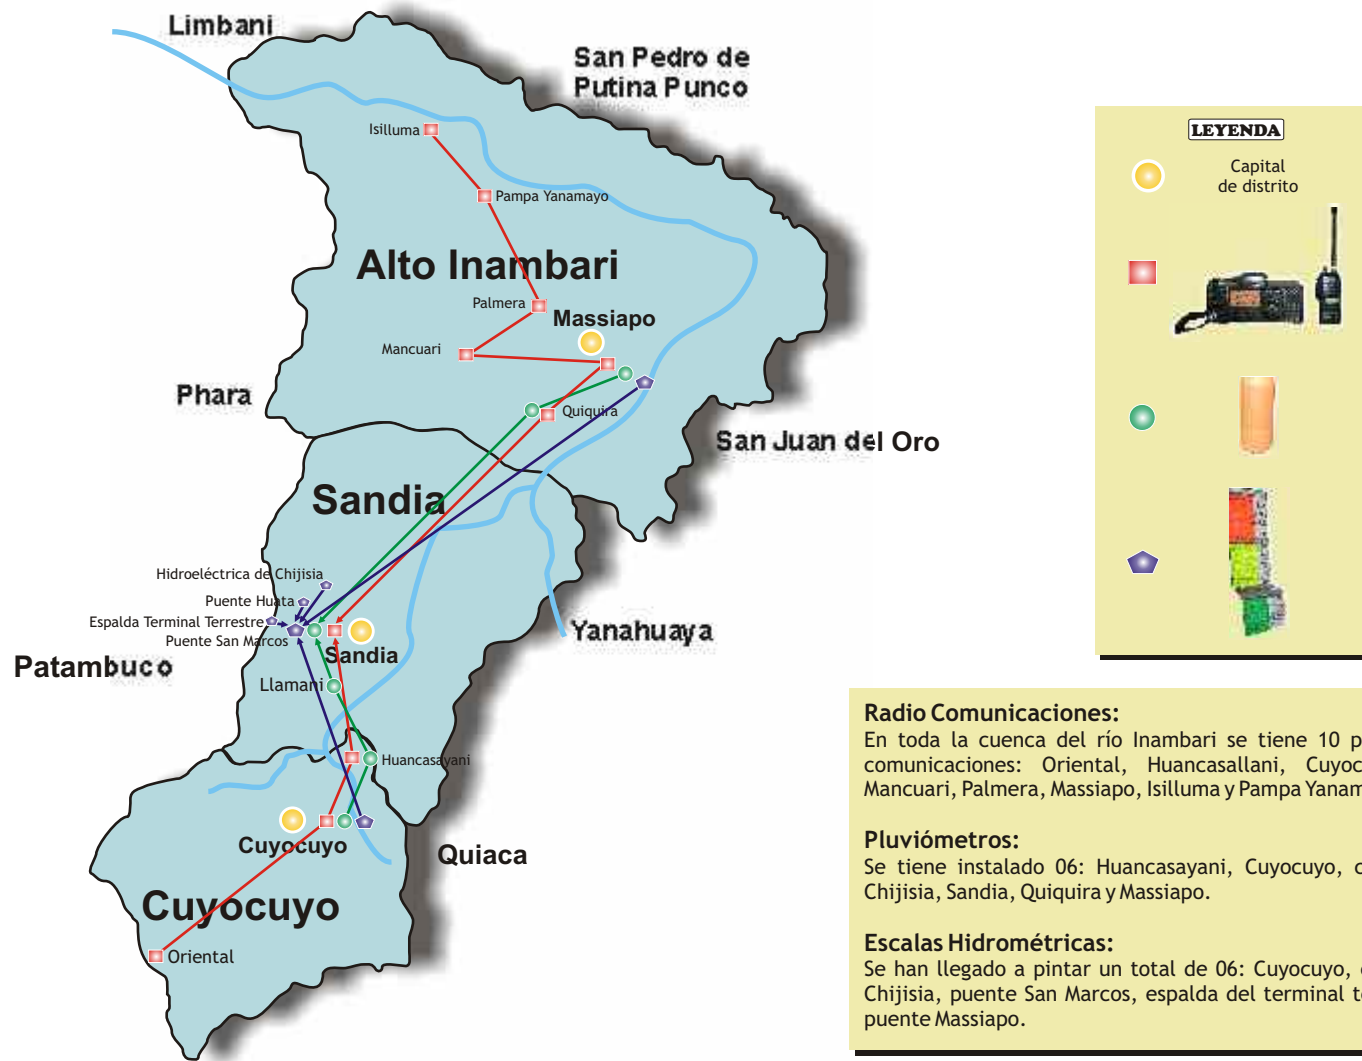 Limbani
San Pedro de
Putina Punco
Isilluma
Pampa Yanamayo
Alto Inambari
Palmera
Massiapo
Mancuari
Phara
Quiquira
San Juan del Oro
Sandia
Hidroeléctrica de Chijisia
Puente Huata
Espalda Terminal Terrestre
Puente San Marcos
Yanahuaya
Sandia
Patambuco
Llamani
Huancasayani
Cuyocuyo
Quiaca
Cuyocuyo
Oriental
LEYENDA
Capital
de distrito
Radio Comunicaciones:
En toda la cuenca del río Inambari se tiene 10 p
comunicaciones: Oriental, Huancasallani, Cuyoc
Mancuari, Palmera, Massiapo, Isilluma y Pampa Yanam
Pluviómetros:
Se tiene instalado 06: Huancasayani, Cuyocuyo, c
Chijisia, Sandia, Quiquira y Massiapo.
Escalas Hidrométricas:
Se han llegado a pintar un total de 06: Cuyocuyo,
Chijisia, puente San Marcos, espalda del terminal t
puente Massiapo.